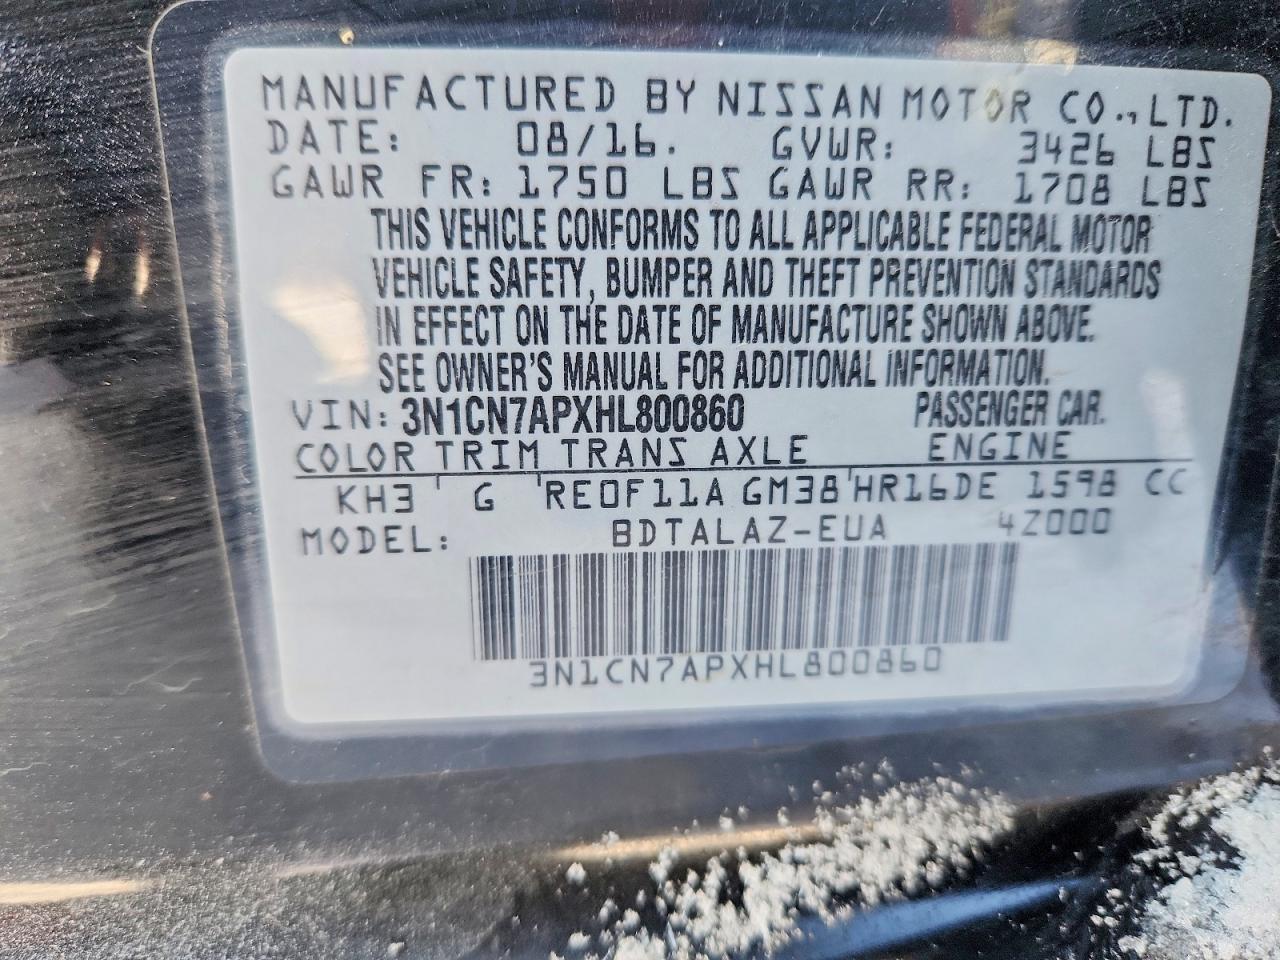 MANUFACTURED BY NISSAN MOTOR CO., LTD.
DATE: 08/16. GVWR: 3426 LBS
GAWR FR: 1750 LBS GAWR RR: 1708 LBS
THIS VEHICLE CONFORMS TO ALL APPLICABLE FEDERAL MOTOR
VEHICLE SAFETY, BUMPER AND THEFT PREVENTION STANDARDS
IN EFFECT ON THE DATE OF MANUFACTURE SHOWN ABOVE.
SEE OWNER'S MANUAL FOR ADDITIONAL INFORMATION.
VIN: 3N1CN7APXHL800860 PASSENGER CAR.
COLOR TRIM TRANS AXLE ENGINE
KH3 G RE0F11A GM38 HR16DE 1598 CC
MODEL: BDTALAZ-EUA 4Z000
3N1CN7APXHL800860